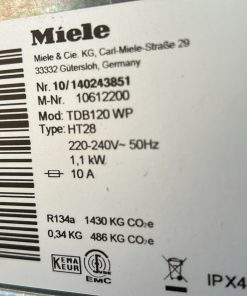 Miele
Miele & Cie. KG, Carl-Miele-Straße 29
33332 Gütersloh, Germany
Nr. 10/140243851
M-Nr. 10612200
Mod: TDB120 WP
Type: HT28
220-240V~ 50Hz
1,1 kW
10 A
R134a 1430 KG CO₂e
0,34 KG 486 KG CO₂e
KEMA
KEUR
EMC
IPX4